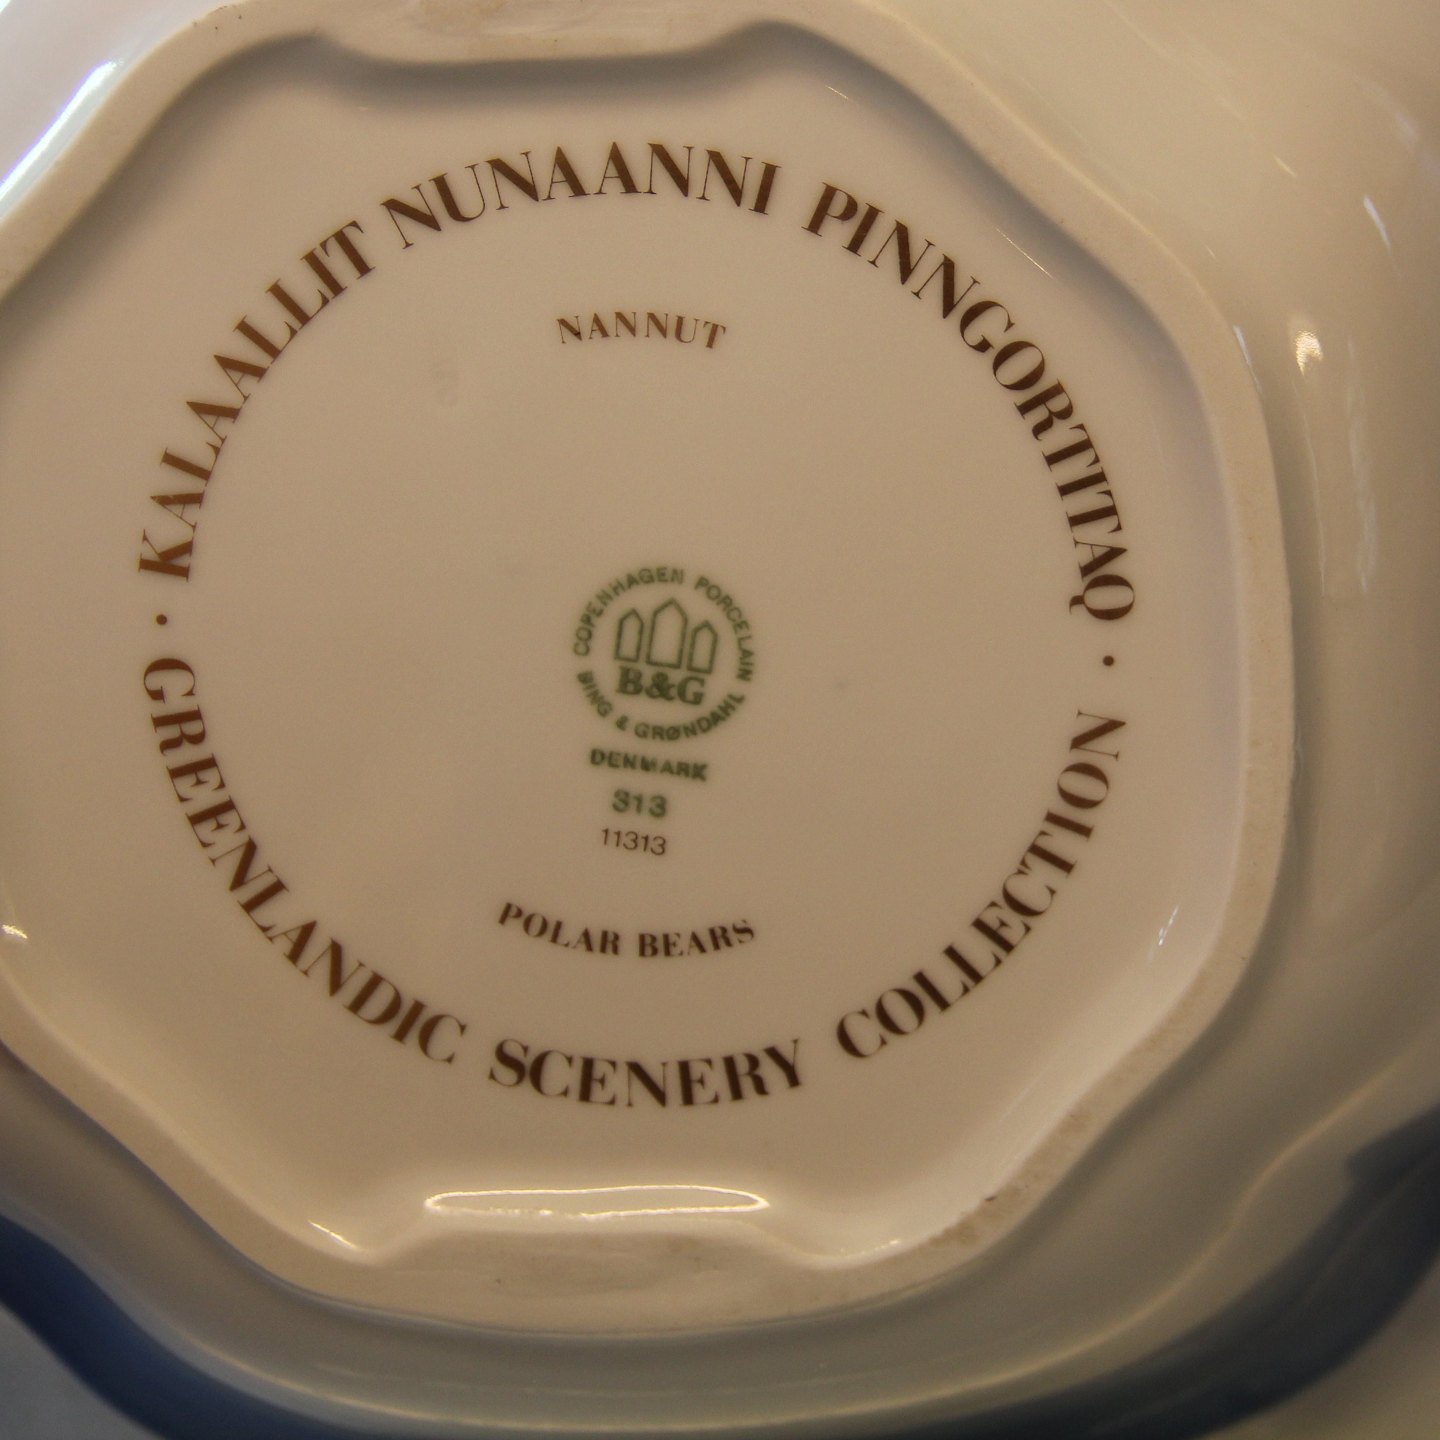 KALAALLIT NUNAANNI PINNGORTITAQ ·
NANNUT
COPENHAGEN PORCELAIN
B&G
BING & GRØNDAHL
DENMARK
313
11313
POLAR BEARS
GREENLANDIC SCENERY COLLECTION ·